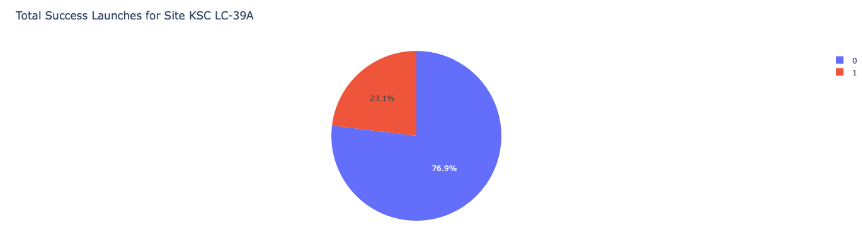 Total Success Launches for Site KSC LC-39A
0
1
23.1%
76.9%